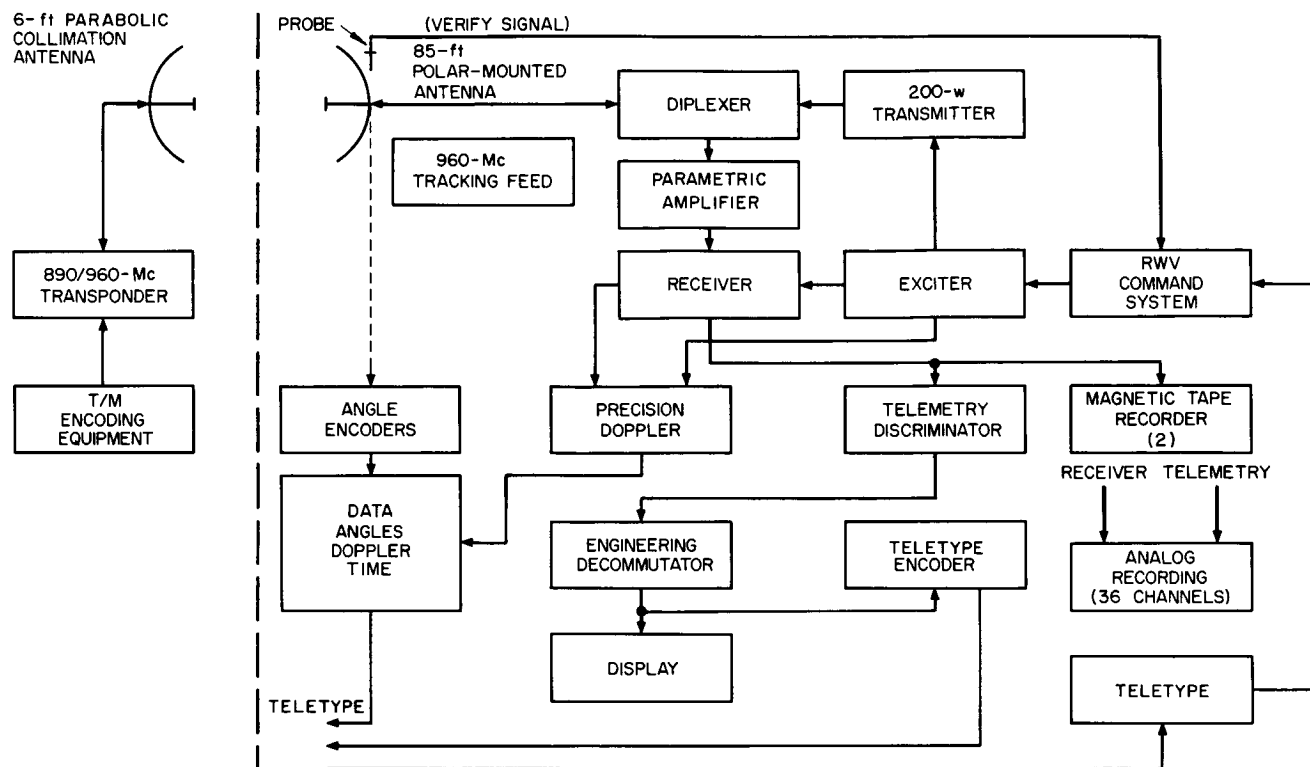 6-ft PARABOLIC
COLLIMATION
ANTENNA
PROBE
(VERIFY SIGNAL)
85-ft
POLAR-MOUNTED
ANTENNA
DIPLEXER
200-w
TRANSMITTER
960-Mc
TRACKING FEED
PARAMETRIC
AMPLIFIER
890/960-Mc
TRANSPONDER
RECEIVER
EXCITER
RWV
COMMAND
SYSTEM
T/M
ENCODING
EQUIPMENT
ANGLE
ENCODERS
PRECISION
DOPPLER
TELEMETRY
DISCRIMINATOR
MAGNETIC TAPE
RECORDER
(2)
RECEIVER TELEMETRY
DATA
ANGLES
DOPPLER
TIME
ENGINEERING
DECOMMUTATOR
TELETYPE
ENCODER
ANALOG
RECORDING
(36 CHANNELS)
DISPLAY
TELETYPE
TELETYPE